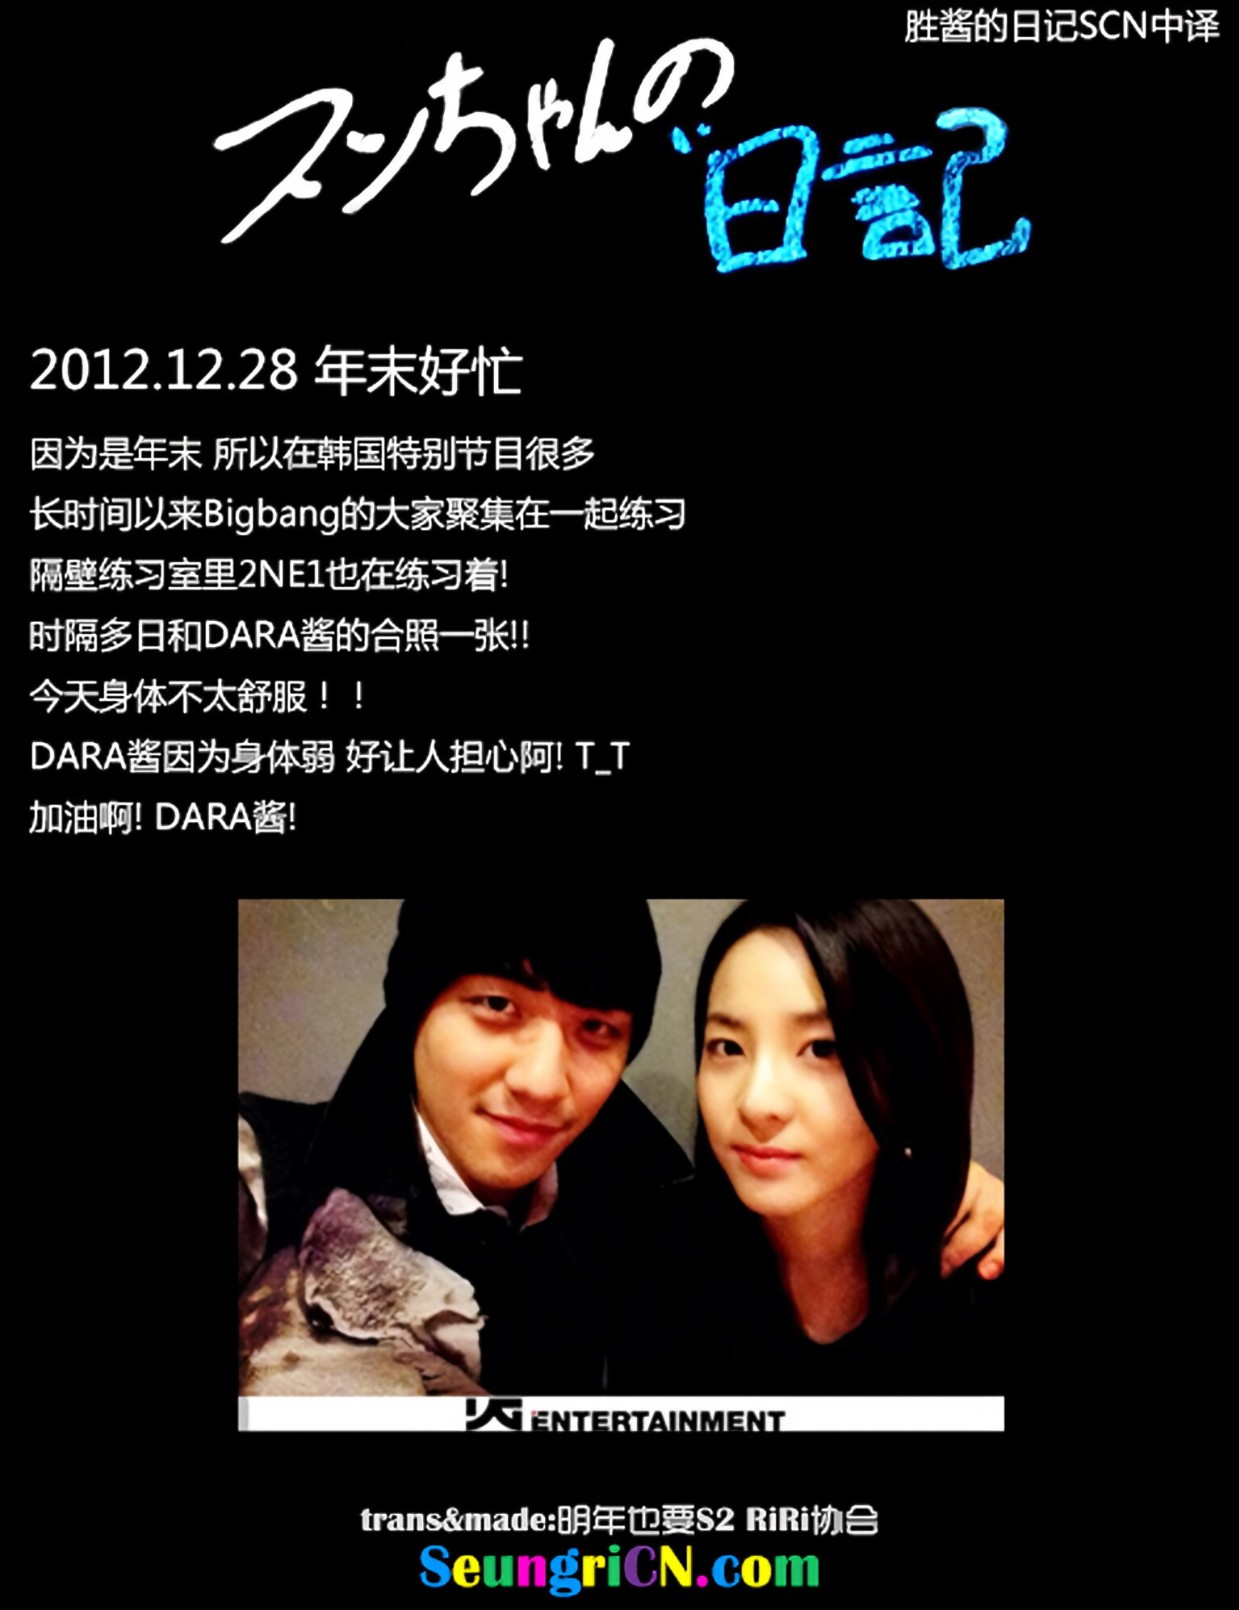 胜酱的日记SCN中译
スンちゃんの
日記
2012.12.28 年末好忙
因为是年末 所以在韩国特别节目很多
长时间以来Bigbang的大家聚集在一起练习
隔壁练习室里2NE1也在练习着!
时隔多日和DARA酱的合照一张!!
今天身体不太舒服！！
DARA酱因为身体弱 好让人担心阿! T_T
加油啊! DARA酱!
YG ENTERTAINMENT
trans&made:明年也要S2 RiRi协会
SeungriCN.com